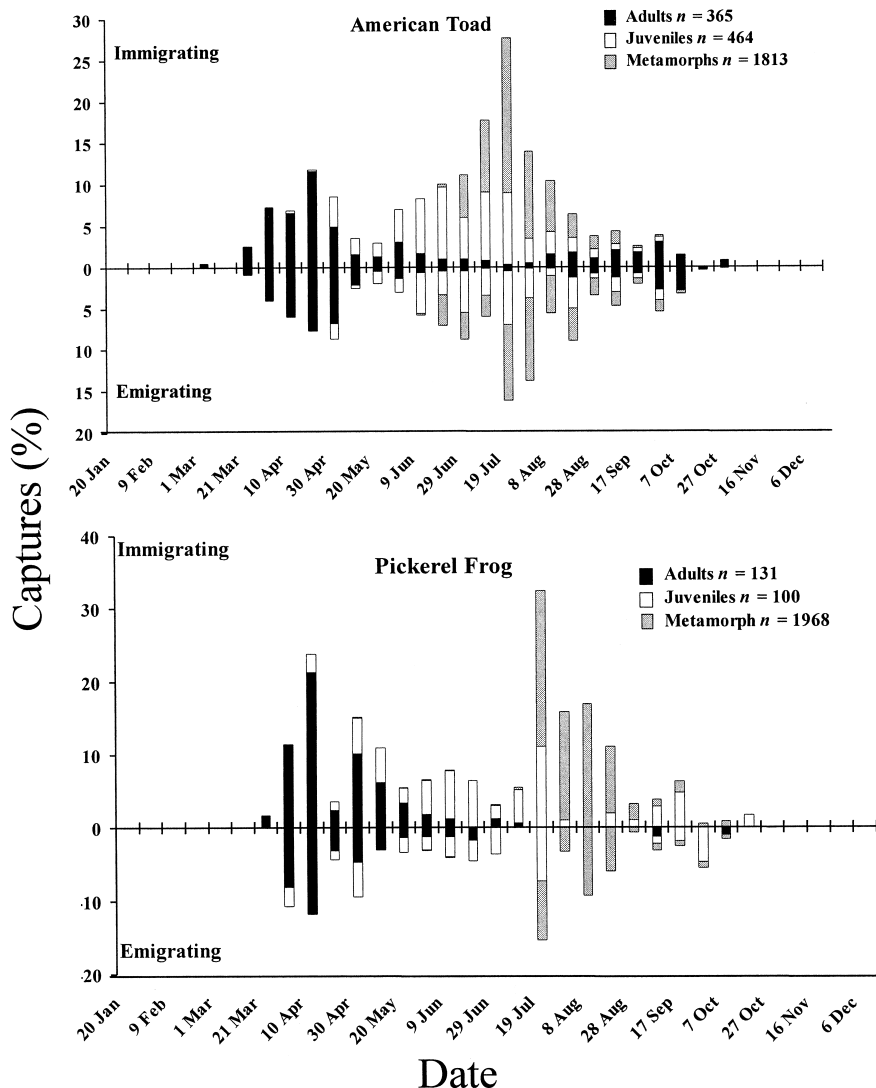 American Toad
Adults n = 365
Juveniles n = 464
Metamorphs n = 1813
Immigrating
Emigrating
30
25
20
15
10
5
0
5
10
15
20
20 Jan
9 Feb
1 Mar
21 Mar
10 Apr
30 Apr
20 May
9 Jun
29 Jun
19 Jul
8 Aug
28 Aug
17 Sep
7 Oct
27 Oct
16 Nov
6 Dec
Captures (%)
Pickerel Frog
Adults n = 131
Juveniles n = 100
Metamorph n = 1968
Immigrating
Emigrating
40
30
20
10
0
-10
-20
20 Jan
9 Feb
1 Mar
21 Mar
10 Apr
30 Apr
20 May
9 Jun
29 Jun
19 Jul
8 Aug
28 Aug
17 Sep
7 Oct
27 Oct
16 Nov
6 Dec
Date